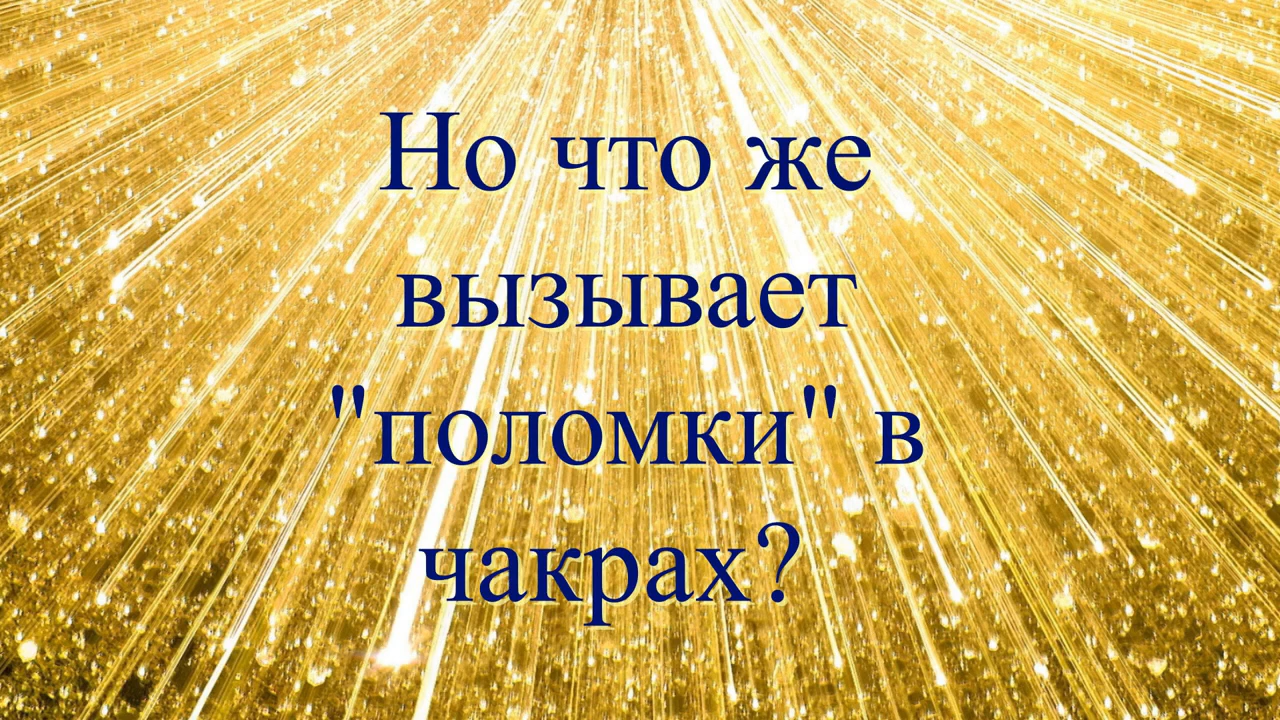 Но что же
вызывает
"поломки" в
чакрах?